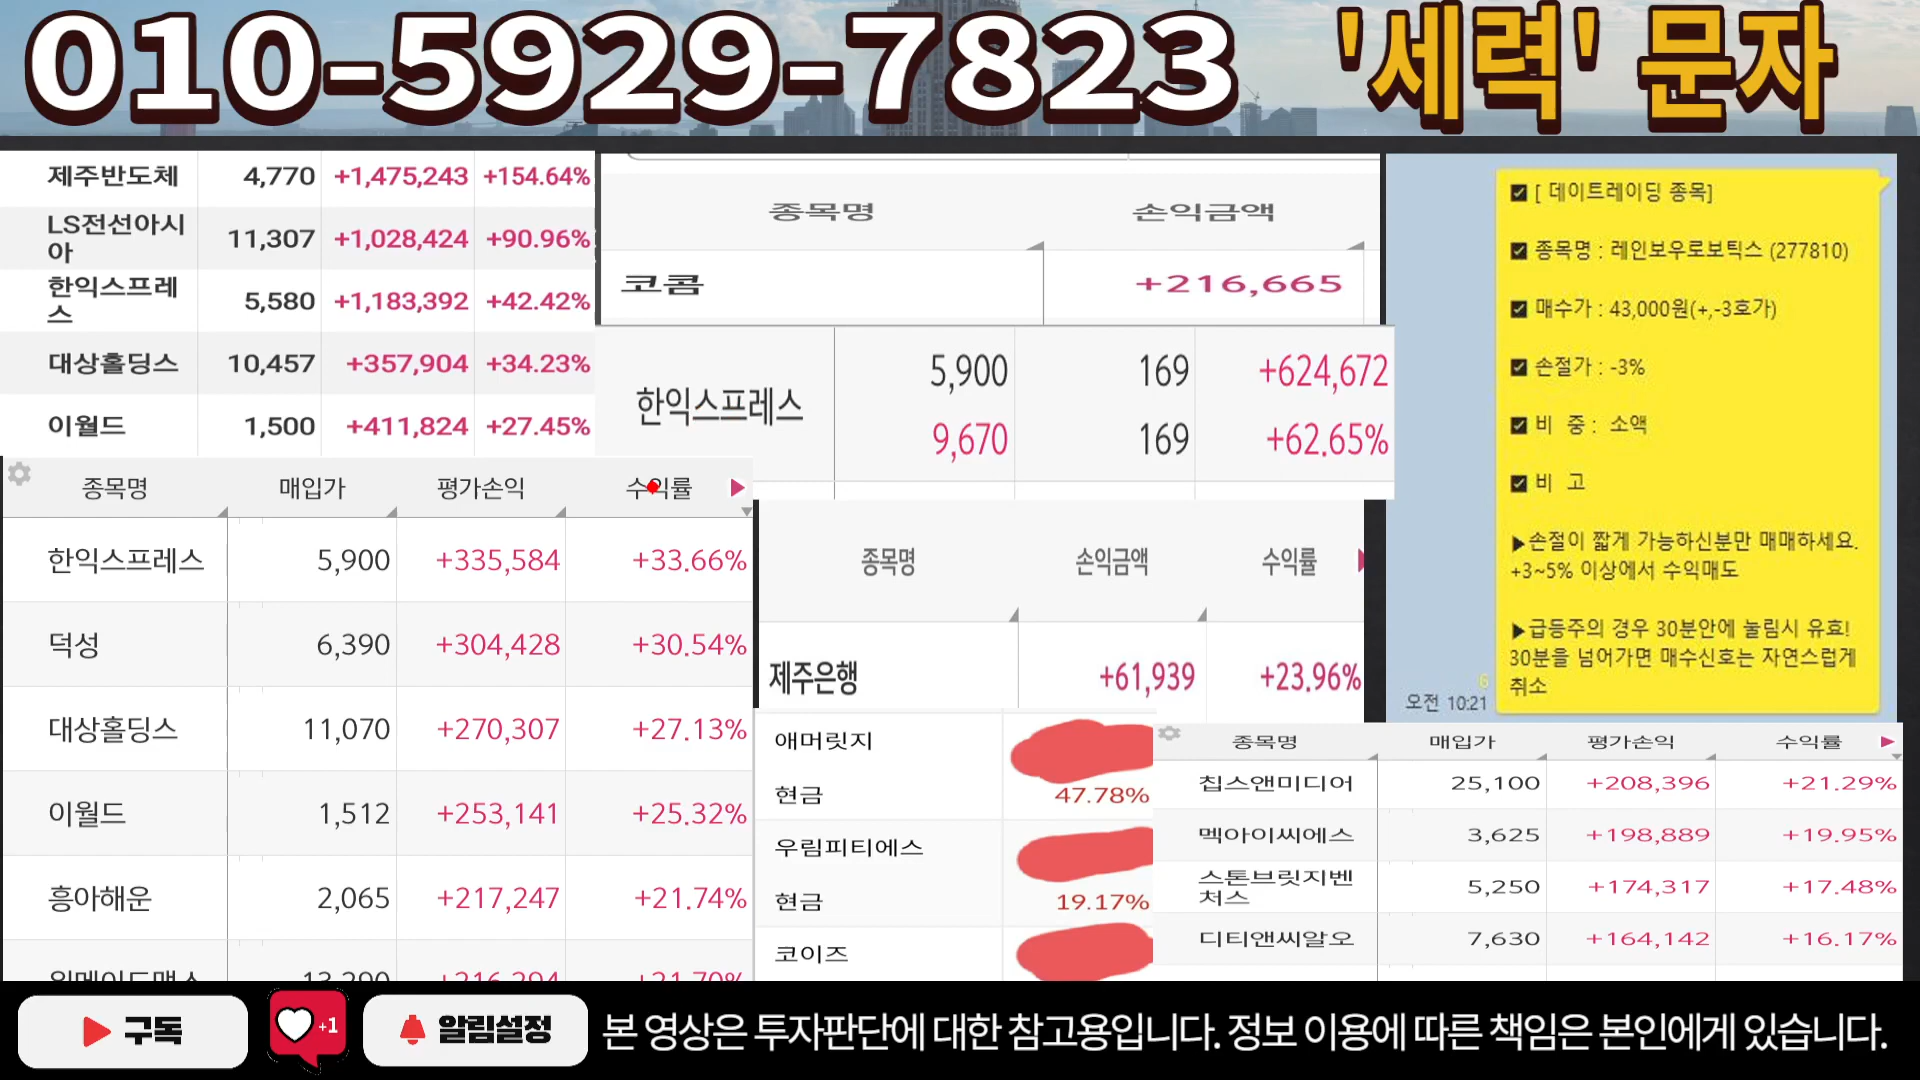 010-5929-7823 '세력' 문자
제주반도체 4,770 +1,475,243 +154.64%
LS전선아시아 11,307 +1,028,424 +90.96%
한익스프레스 5,580 +1,183,392 +42.42%
대상홀딩스 10,457 +357,904 +34.23%
이월드 1,500 +411,824 +27.45%
종목명 매입가 평가손익 수익률
한익스프레스 5,900 +335,584 +33.66%
덕성 6,390 +304,428 +30.54%
대상홀딩스 11,070 +270,307 +27.13%
이월드 1,512 +253,141 +25.32%
흥아해운 2,065 +217,247 +21.74%
종목명 손익금액
코콤 +216,665
한익스프레스 5,900 169 +624,672
9,670 169 +62.65%
종목명 손익금액 수익률
제주은행 +61,939 +23.96%
애머릿지
현금 47.78%
우림피티에스
현금 19.17%
코이즈
[ 데이트레이딩 종목]
종목명 : 레인보우로보틱스 (277810)
매수가 : 43,000원(+,-3호가)
손절가 : -3%
비 중 : 소액
비 고
▶손절이 짧게 가능하신분만 매매하세요.
+3~5% 이상에서 수익매도
▶급등주의 경우 30분안에 눌림시 유효!
30분을 넘어가면 매수신호는 자연스럽게
취소
6
오전 10:21
종목명 매입가 평가손익 수익률
칩스앤미디어 25,100 +208,396 +21.29%
멕아이씨에스 3,625 +198,889 +19.95%
스톤브릿지벤처스 5,250 +174,317 +17.48%
디티앤씨알오 7,630 +164,142 +16.17%
구독 +1 알림설정 본 영상은 투자판단에 대한 참고용입니다. 정보 이용에 따른 책임은 본인에게 있습니다.